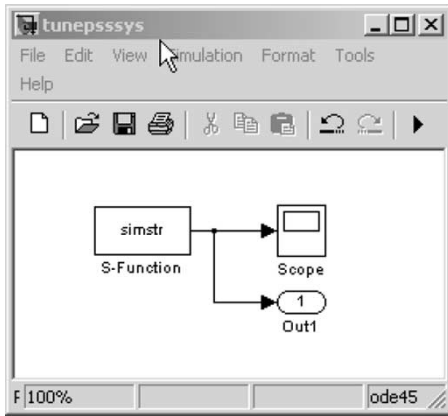 tunepsssys
File Edit View Simulation Format Tools
Help
simstr
S-Function
Scope
1
Out1
F 100% ode45